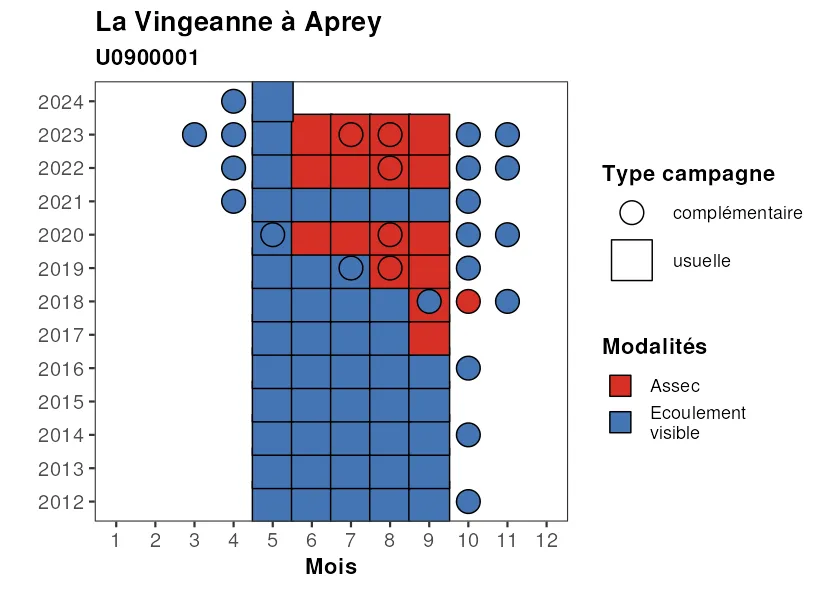 La Vingeanne à Aprey
U0900001
2024
2023
2022
2021
2020
2019
2018
2017
2016
2015
2014
2013
2012
1 2 3 4 5 6 7 8 9 10 11 12
Mois
Type campagne
complémentaire
usuelle
Modalités
Assec
Ecoulement
visible